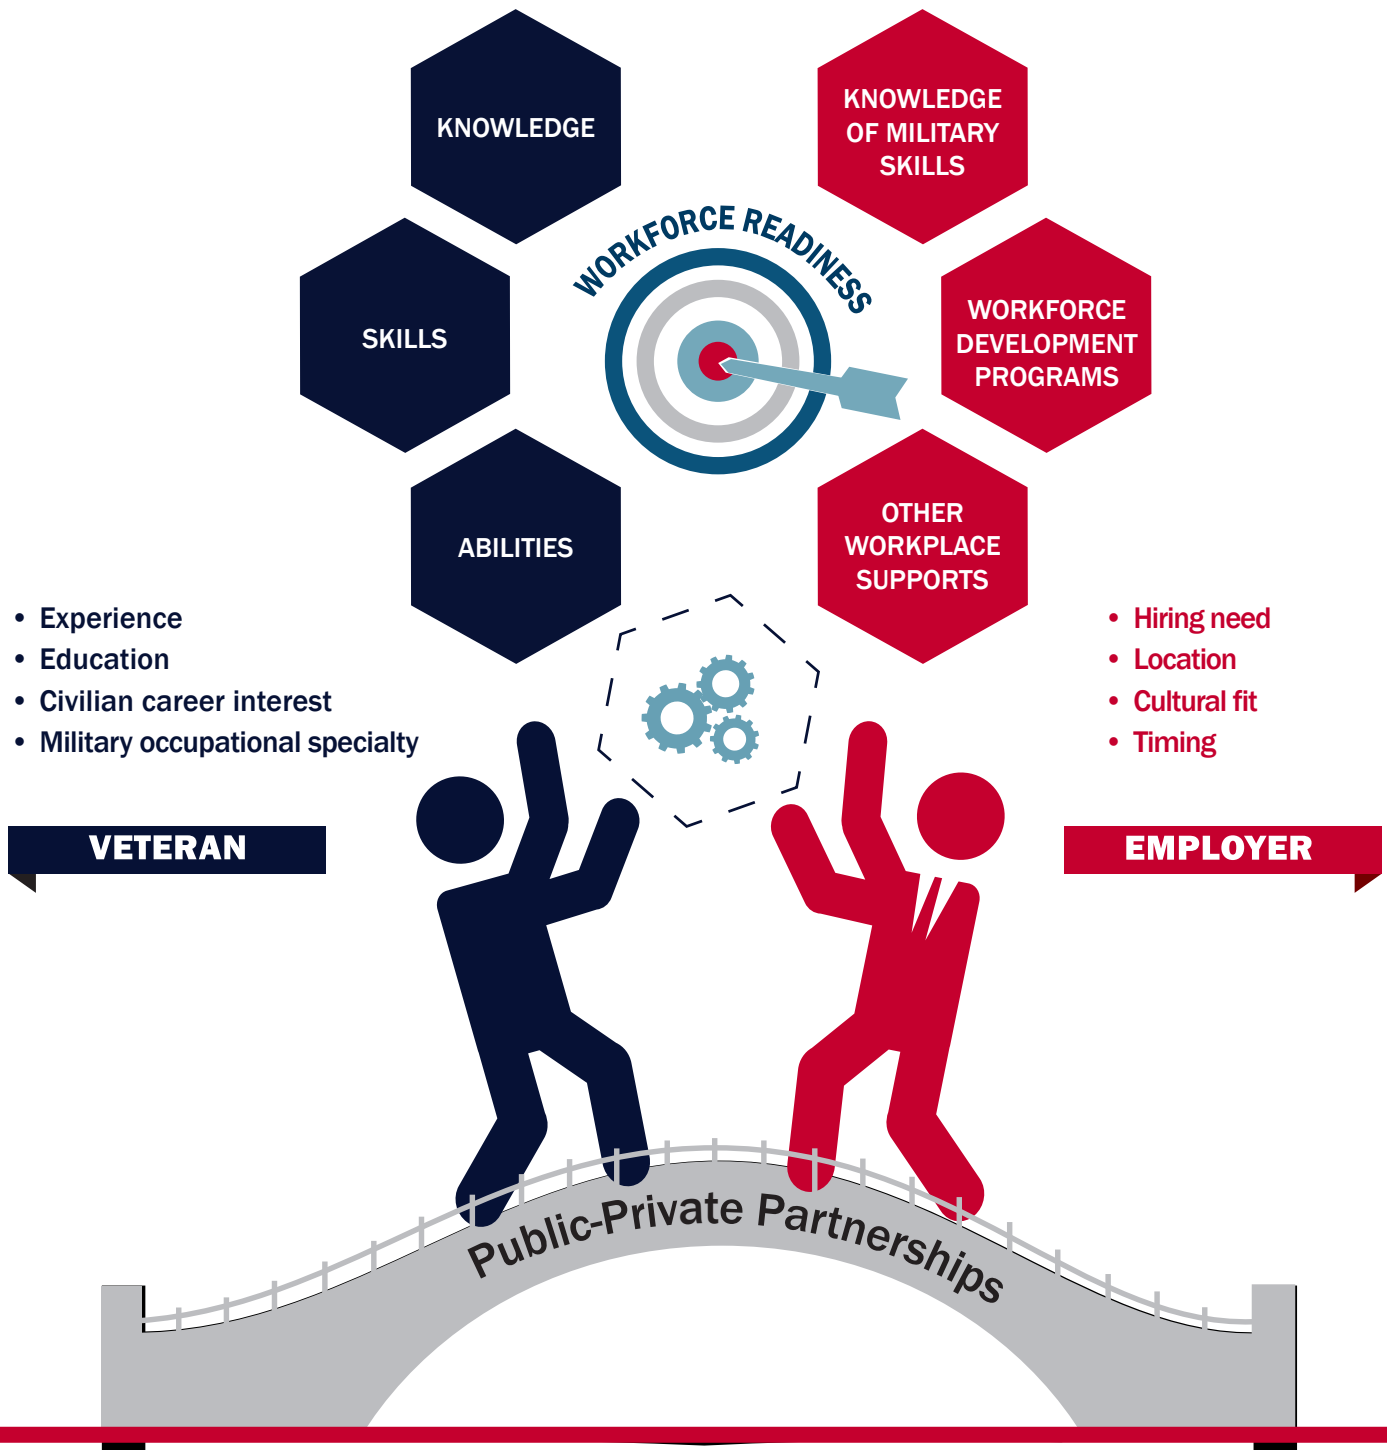 KNOWLEDGE
SKILLS
ABILITIES
KNOWLEDGE
OF MILITARY
SKILLS
WORKFORCE
DEVELOPMENT
PROGRAMS
OTHER
WORKPLACE
SUPPORTS
WORKFORCE READINESS
• Experience
• Education
• Civilian career interest
• Military occupational specialty
VETERAN
• Hiring need
• Location
• Cultural fit
• Timing
EMPLOYER
Public-Private Partnerships